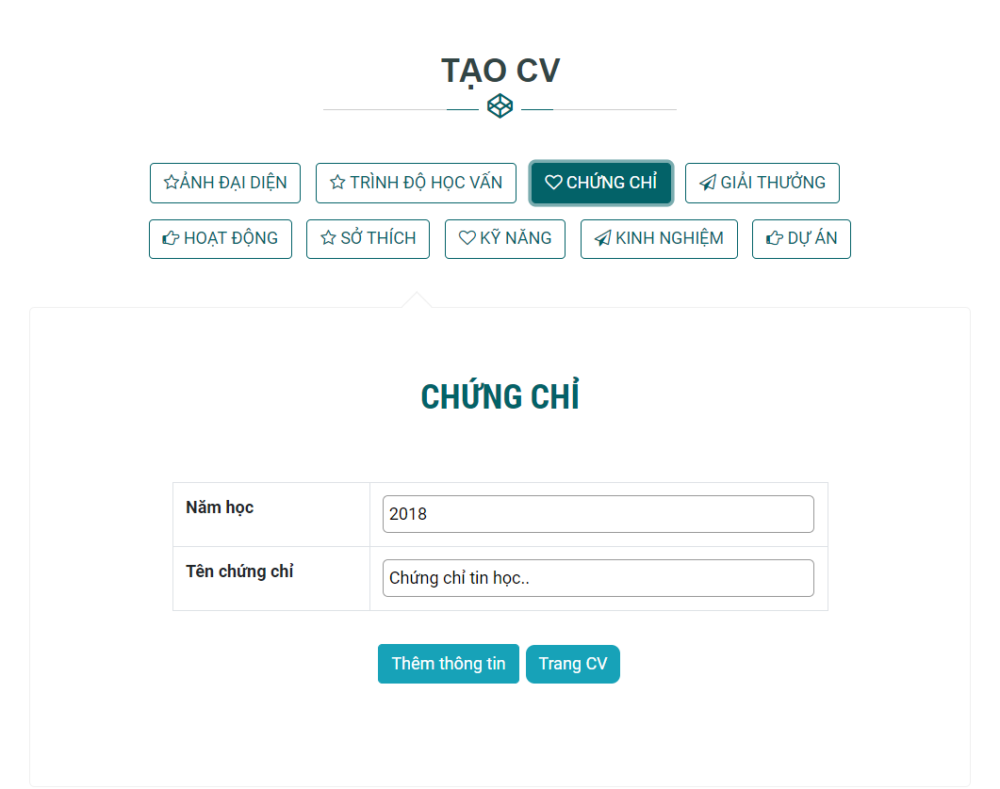 TẠO CV
ẢNH ĐẠI DIỆN TRÌNH ĐỘ HỌC VẤN CHỨNG CHỈ GIẢI THƯỞNG
HOẠT ĐỘNG SỞ THÍCH KỸ NĂNG KINH NGHIỆM DỰ ÁN
CHỨNG CHỈ
Năm học 2018
Tên chứng chỉ Chứng chỉ tin học..
Thêm thông tin Trang CV